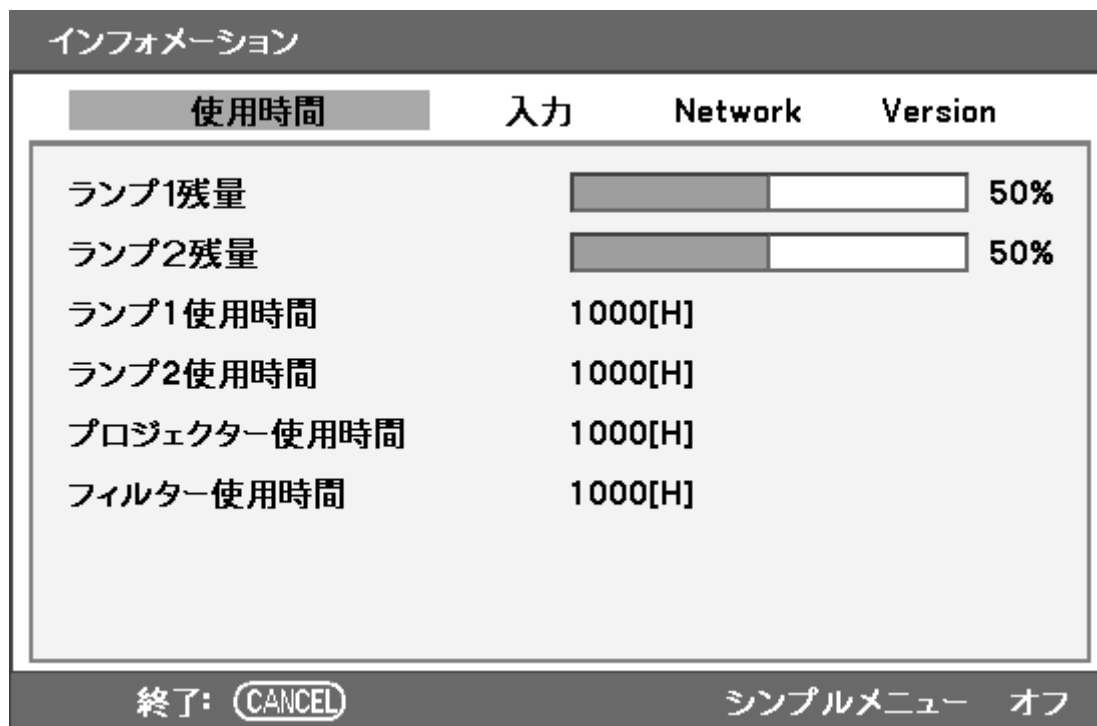 インフォメーション
使用時間 入力 Network Version
ランプ1残量 50%
ランプ2残量 50%
ランプ1使用時間 1000[H]
ランプ2使用時間 1000[H]
プロジェクター使用時間 1000[H]
フィルター使用時間 1000[H]
終了: CANCEL シンプルメニュー オフ